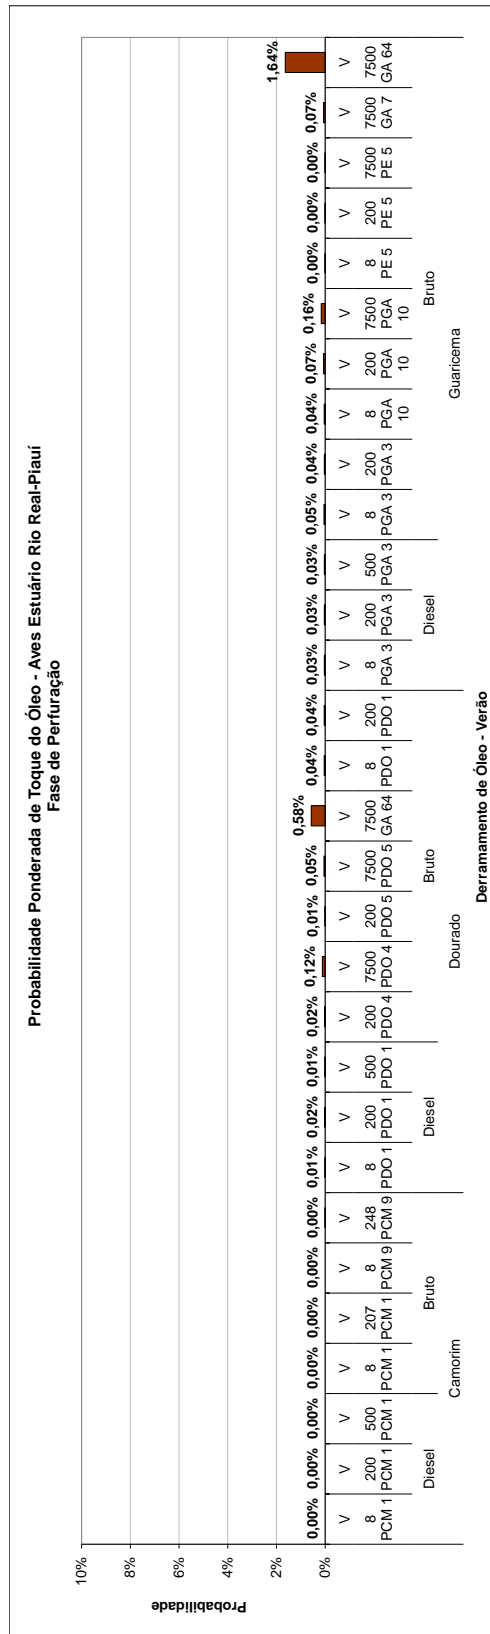 Probabilidade Ponderada de Toque do Óleo - Aves Estuário Rio Real-Piauí
Fase de Perfuração
Probabilidade
10%
8%
6%
4%
2%
0%
0,00% 0,00% 0,00% 0,00% 0,00% 0,00% 0,00% 0,01% 0,02% 0,01% 0,02% 0,12% 0,01% 0,05% 0,58% 0,04% 0,04% 0,03% 0,03% 0,03% 0,05% 0,04% 0,04% 0,07% 0,16% 0,00% 0,00% 0,00% 0,07% 1,64%
V V V V V V V V V V V V V V V V V V V V V V V V V V V V V V
8 200 500 8 207 8 248 8 200 500 200 7500 200 7500 7500 8 200 8 200 500 8 200 8 200 7500 8 200 7500 7500 7500
PCM 1 PCM 1 PCM 1 PCM 1 PCM 1 PCM 9 PCM 9 PDO 1 PDO 1 PDO 1 PDO 4 PDO 4 PDO 5 PDO 5 GA 64 PDO 1 PDO 1 PGA 3 PGA 3 PGA 3 PGA 3 PGA 3 PGA PGA PGA PE 5 PE 5 PE 5 GA 7 GA 64
10 10 10
Diesel Bruto Diesel Bruto Diesel Bruto
Camorim Dourado Guaricema
Derramamento de Óleo - Verão